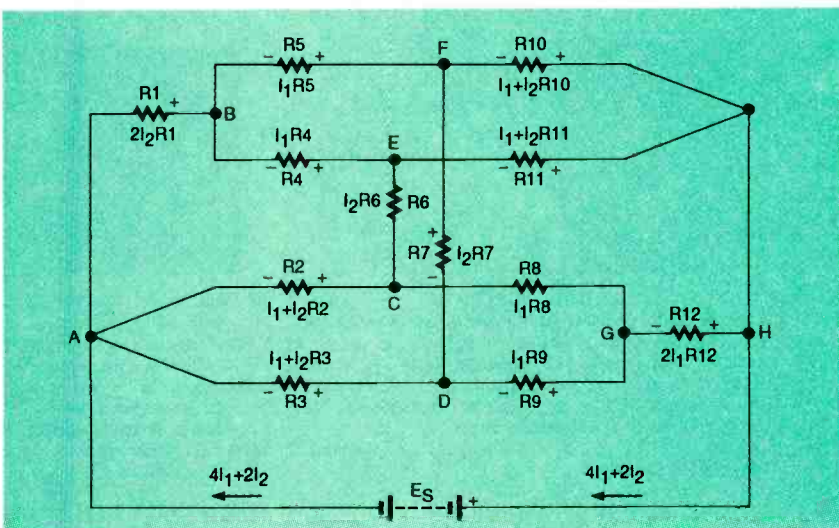 R5
− +
I₁R5
F
R10
− +
I₁+I₂R10
R1
+
2I₂R1
B
I₁R4
− +
R4
E
I₁+I₂R11
− +
R11
I₂R6
R6
+
R7
I₂R7
−
R2
− +
I₁+I₂R2
C
R8
I₁R8
A
G
R12
− +
2I₁R12
H
I₁+I₂R3
− +
R3
D
I₁R9
− +
R9
4I₁+2I₂
E_S
+
4I₁+2I₂